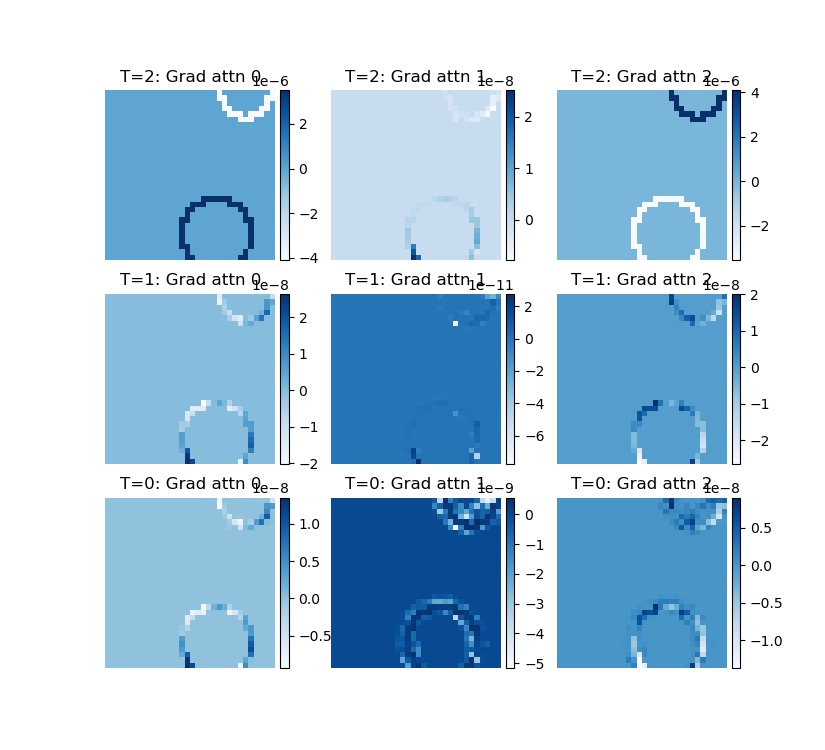 T=2: Grad attn 0
1e−6
T=2: Grad attn 1
1e−8
T=2: Grad attn 2
1e−6
2
0
−2
−4
2
1
0
4
2
0
−2
T=1: Grad attn 0
1e−8
T=1: Grad attn 1
1e−11
T=1: Grad attn 2
1e−8
2
1
0
−1
−2
2
0
−2
−4
−6
2
1
0
−1
−2
T=0: Grad attn 0
1e−8
T=0: Grad attn 1
1e−9
T=0: Grad attn 2
1e−8
1.0
0.5
0.0
−0.5
0
−1
−2
−3
−4
−5
0.5
0.0
−0.5
−1.0